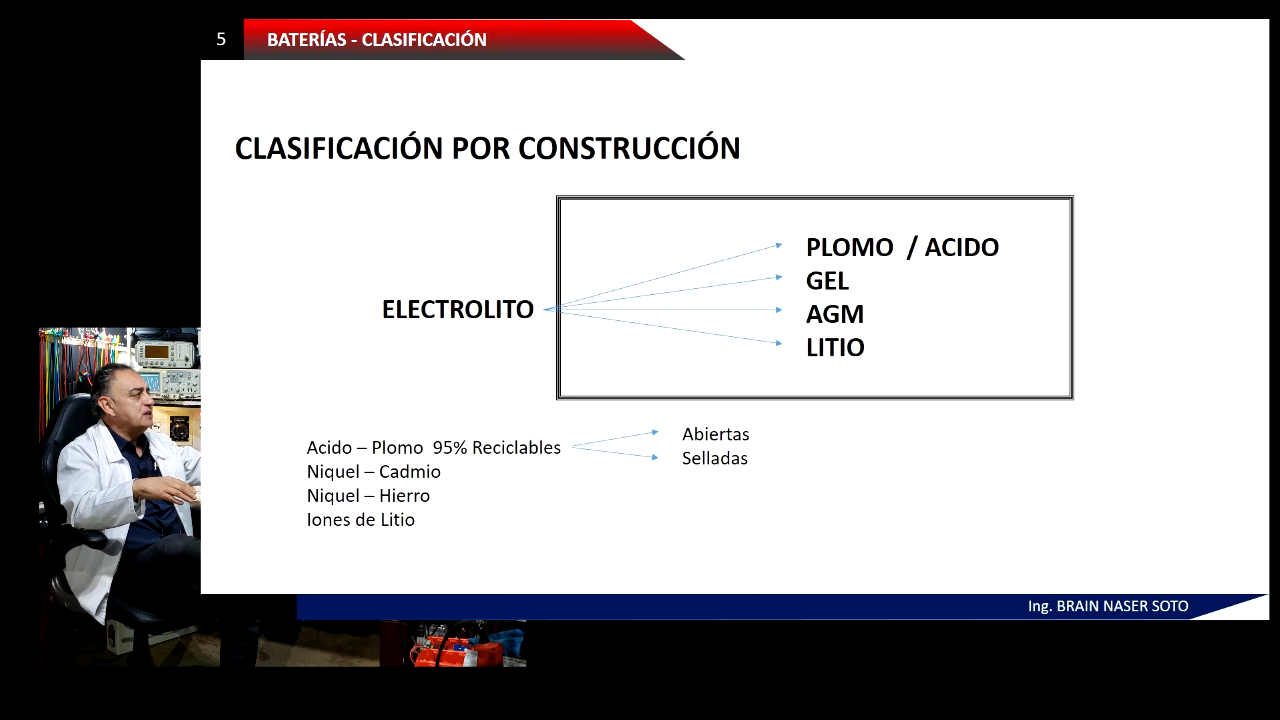 5
BATERÍAS - CLASIFICACIÓN
CLASIFICACIÓN POR CONSTRUCCIÓN
ELECTROLITO
PLOMO / ACIDO
GEL
AGM
LITIO
Acido – Plomo 95% Reciclables
Niquel – Cadmio
Niquel – Hierro
Iones de Litio
Abiertas
Selladas
Ing. BRAIN NASER SOTO